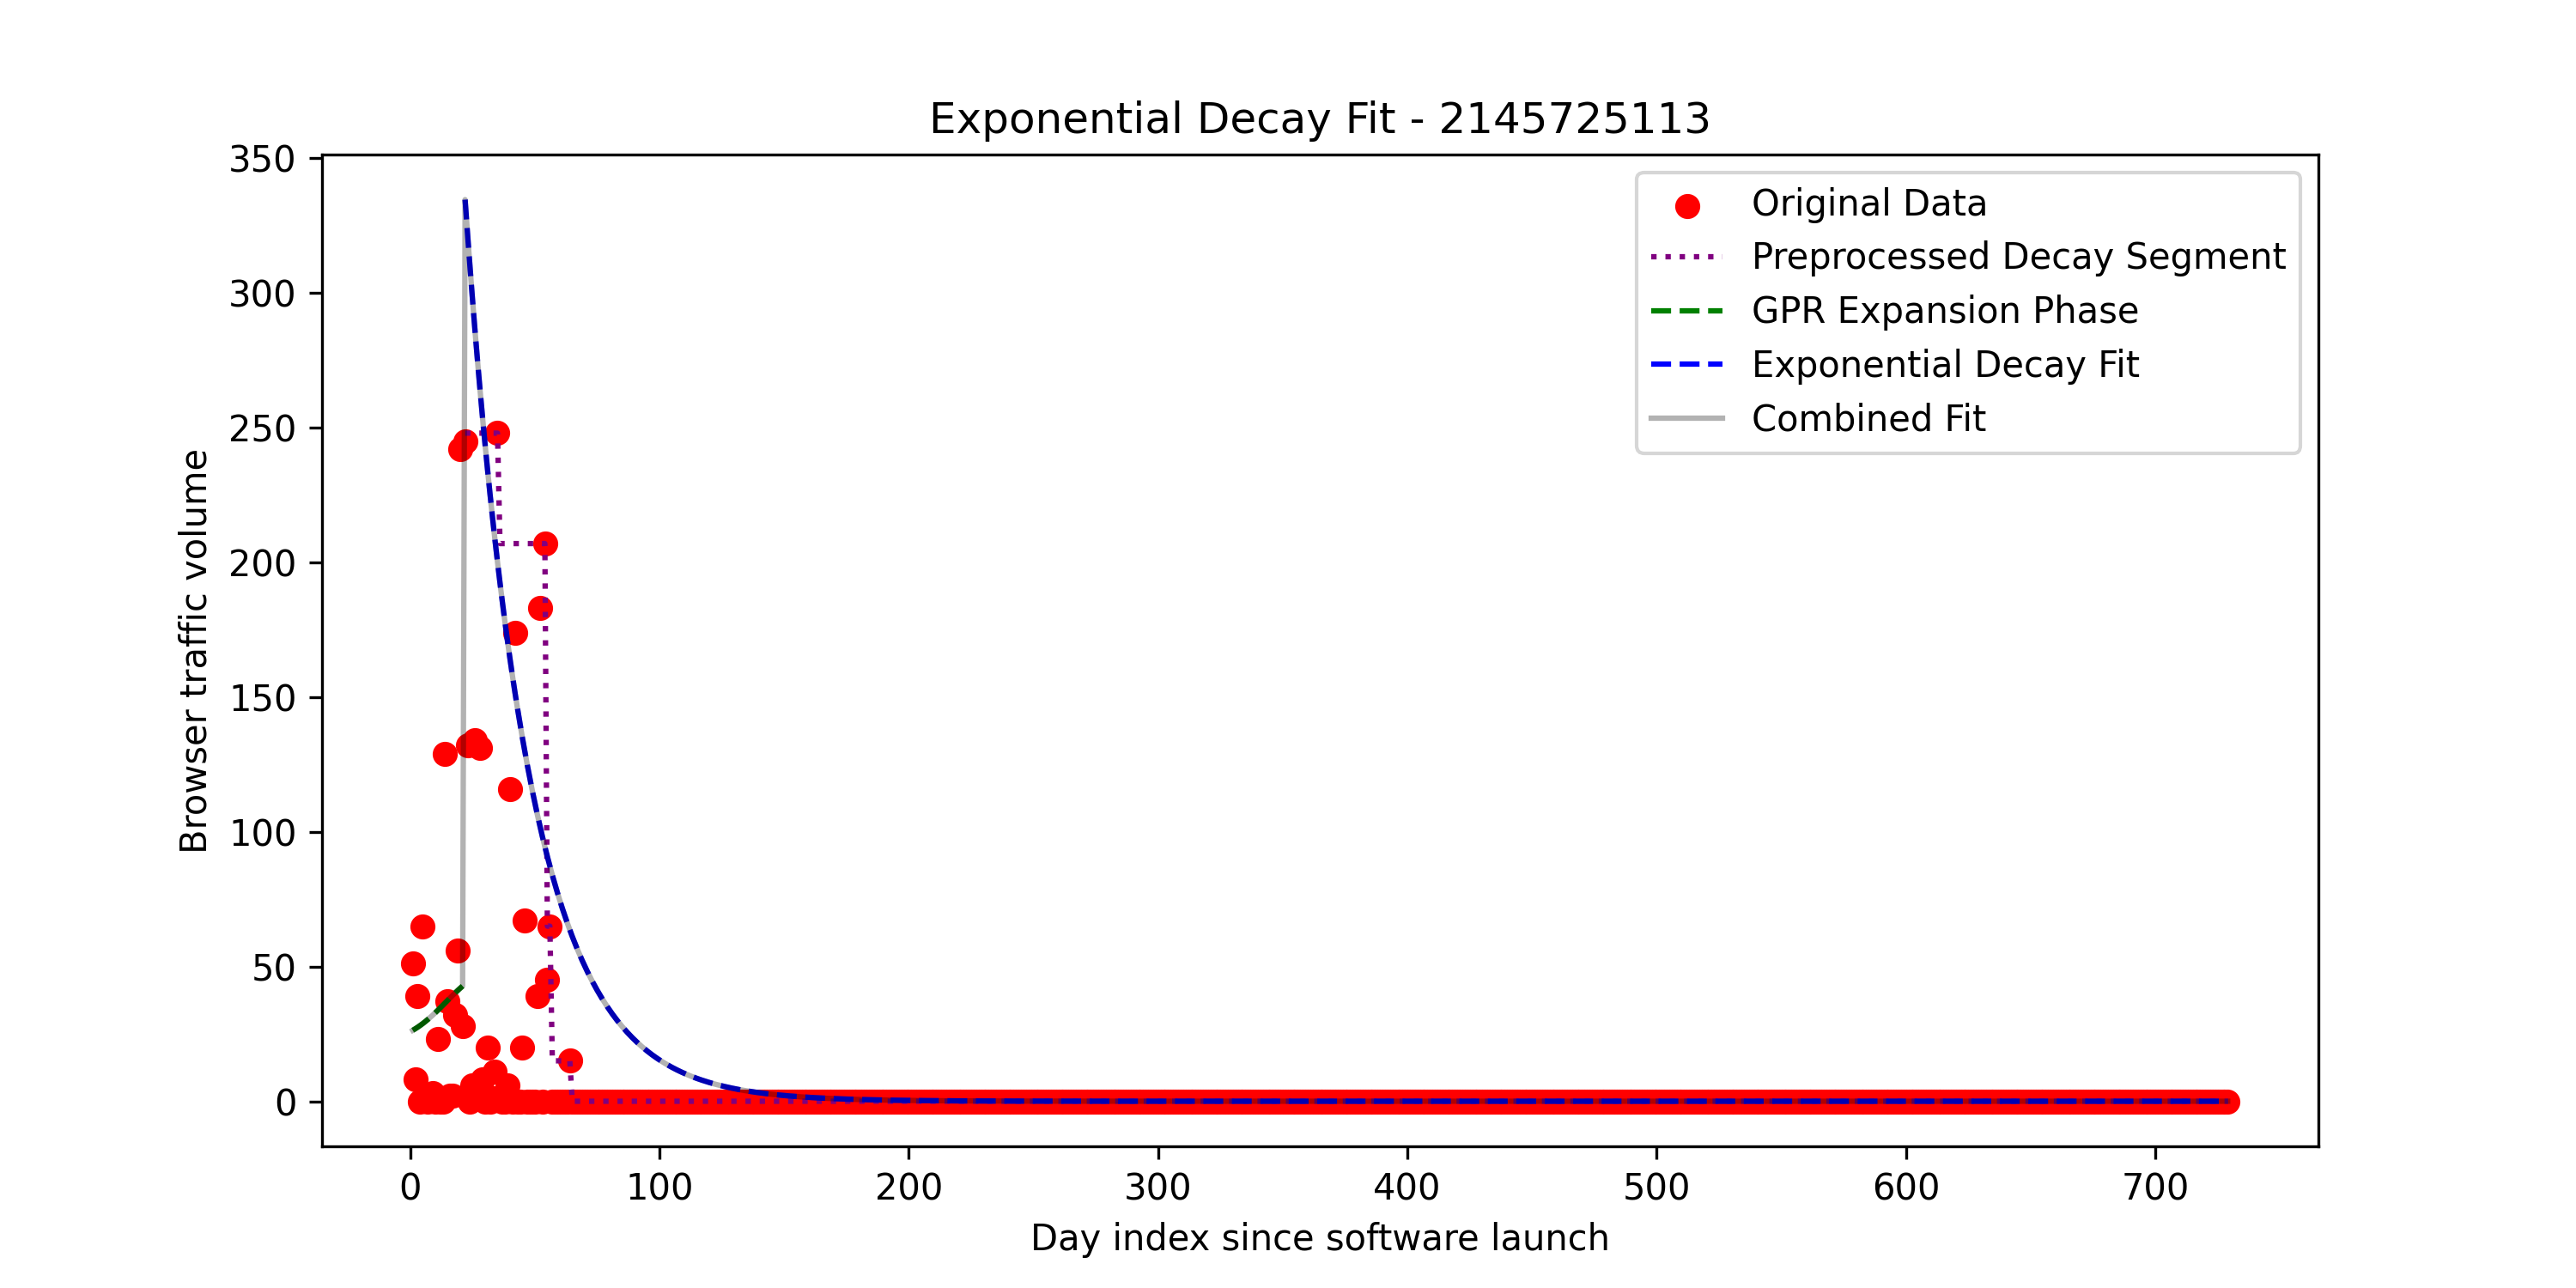 Exponential Decay Fit - 2145725113
Original Data
Preprocessed Decay Segment
GPR Expansion Phase
Exponential Decay Fit
Combined Fit
Browser traffic volume
350
300
250
200
150
100
50
0
0 100 200 300 400 500 600 700
Day index since software launch